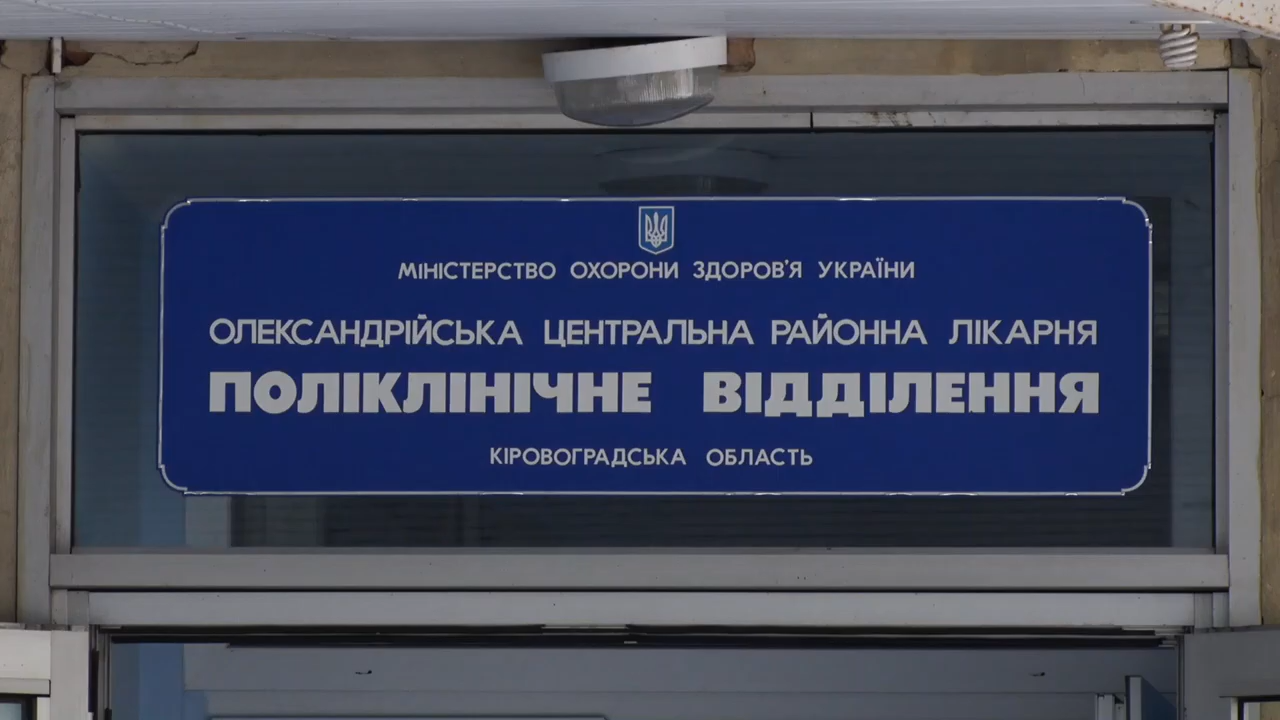 МІНІСТЕРСТВО ОХОРОНИ ЗДОРОВ'Я УКРАЇНИ
ОЛЕКСАНДРІЙСЬКА ЦЕНТРАЛЬНА РАЙОННА ЛІКАРНЯ
ПОЛІКЛІНІЧНЕ ВІДДІЛЕННЯ
КІРОВОГРАДСЬКА ОБЛАСТЬ